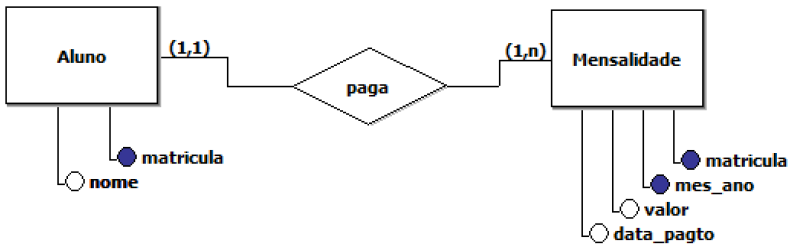 Aluno
(1,1)
paga
(1,n)
Mensalidade
matricula
nome
matricula
mes_ano
valor
data_pagto